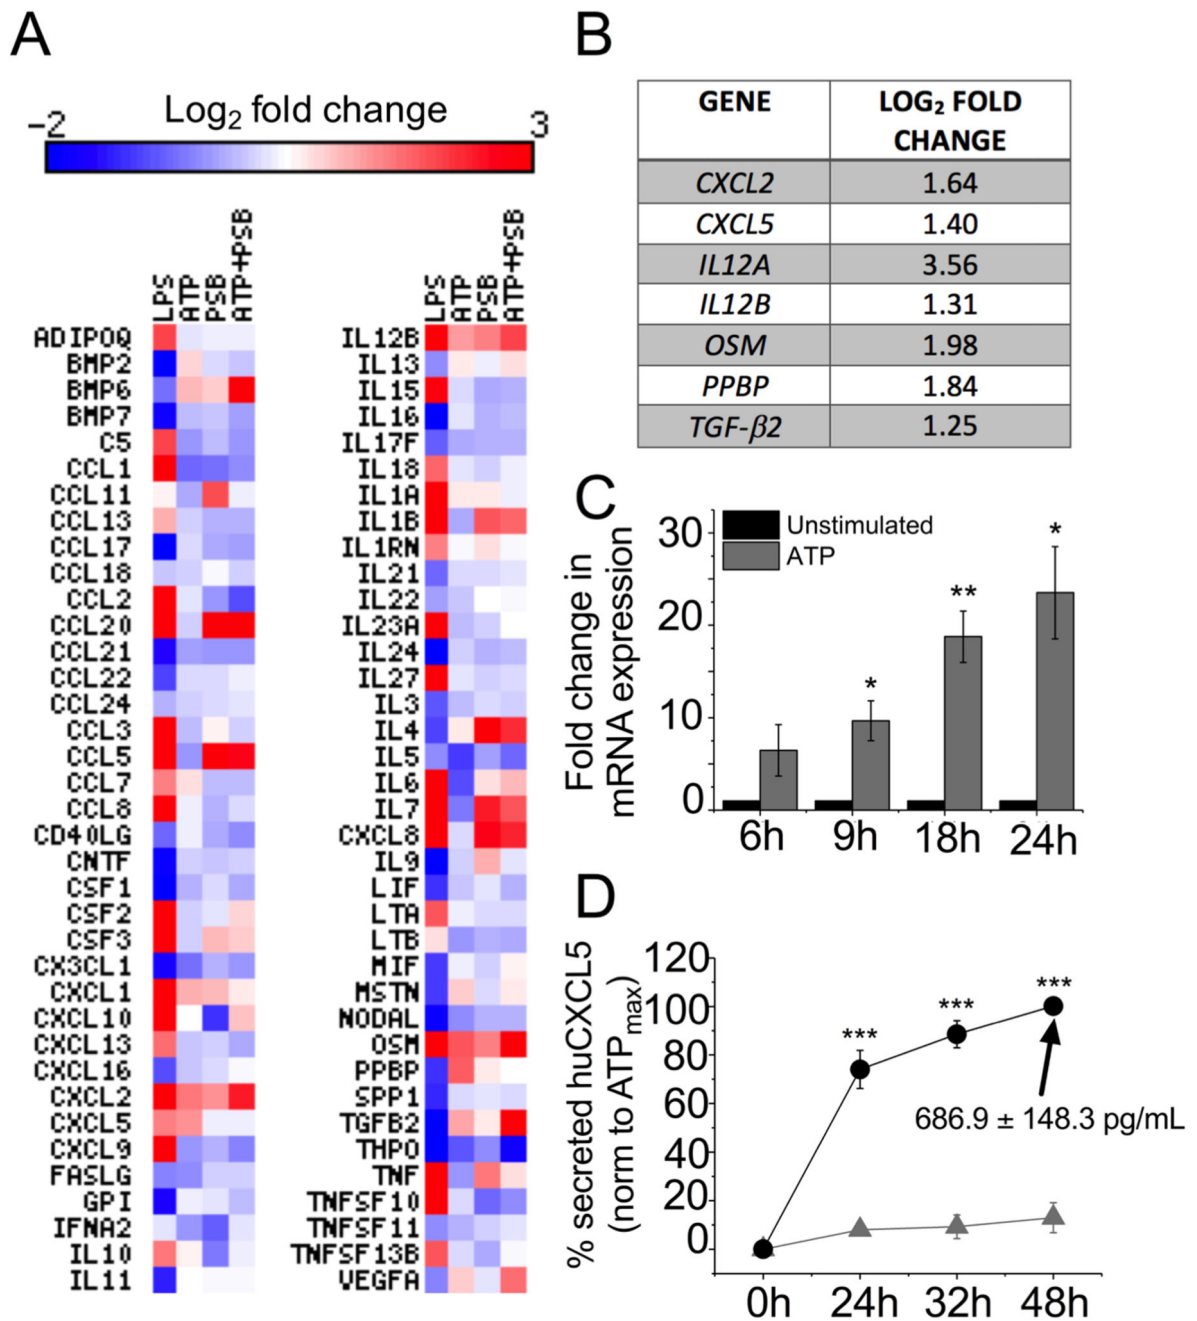 A
Log2 fold change
−2
3
LPS
ATP
PSB
ATP+PSB
ADIPOQ
BMP2
BMP6
BMP7
C5
CCL1
CCL11
CCL13
CCL17
CCL18
CCL2
CCL20
CCL21
CCL22
CCL24
CCL3
CCL5
CCL7
CCL8
CD40LG
CNTF
CSF1
CSF2
CSF3
CX3CL1
CXCL1
CXCL10
CXCL13
CXCL16
CXCL2
CXCL5
CXCL9
FASLG
GPI
IFNA2
IL10
IL11
LPS
ATP
PSB
ATP+PSB
IL12B
IL13
IL15
IL16
IL17F
IL18
IL1A
IL1B
IL1RN
IL21
IL22
IL23A
IL24
IL27
IL3
IL4
IL5
IL6
IL7
CXCL8
IL9
LIF
LTA
LTB
MIF
MSTN
NODAL
OSM
PPBP
SPP1
TGFB2
THPO
TNF
TNFSF10
TNFSF11
TNFSF13B
VEGFA
B
GENE LOG2 FOLD
CHANGE
CXCL2 1.64
CXCL5 1.40
IL12A 3.56
IL12B 1.31
OSM 1.98
PPBP 1.84
TGF-β2 1.25
C
Fold change in
mRNA expression
30
20
10
0
Unstimulated
ATP
*
**
*
6h 9h 18h 24h
D
% secreted huCXCL5
(norm to ATPmax)
120
100
80
60
40
20
0
***
***
***
686.9 ± 148.3 pg/mL
0h 24h 32h 48h